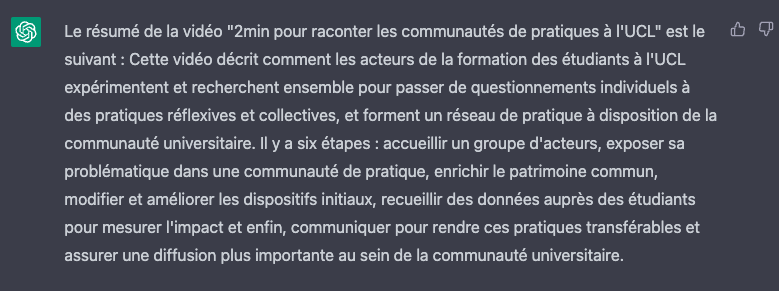 Le résumé de la vidéo "2min pour raconter les communautés de pratiques à l'UCL" est le
suivant : Cette vidéo décrit comment les acteurs de la formation des étudiants à l'UCL
expérimentent et recherchent ensemble pour passer de questionnements individuels à
des pratiques réflexives et collectives, et forment un réseau de pratique à disposition de la
communauté universitaire. Il y a six étapes : accueillir un groupe d'acteurs, exposer sa
problématique dans une communauté de pratique, enrichir le patrimoine commun,
modifier et améliorer les dispositifs initiaux, recueillir des données auprès des étudiants
pour mesurer l'impact et enfin, communiquer pour rendre ces pratiques transférables et
assurer une diffusion plus importante au sein de la communauté universitaire.